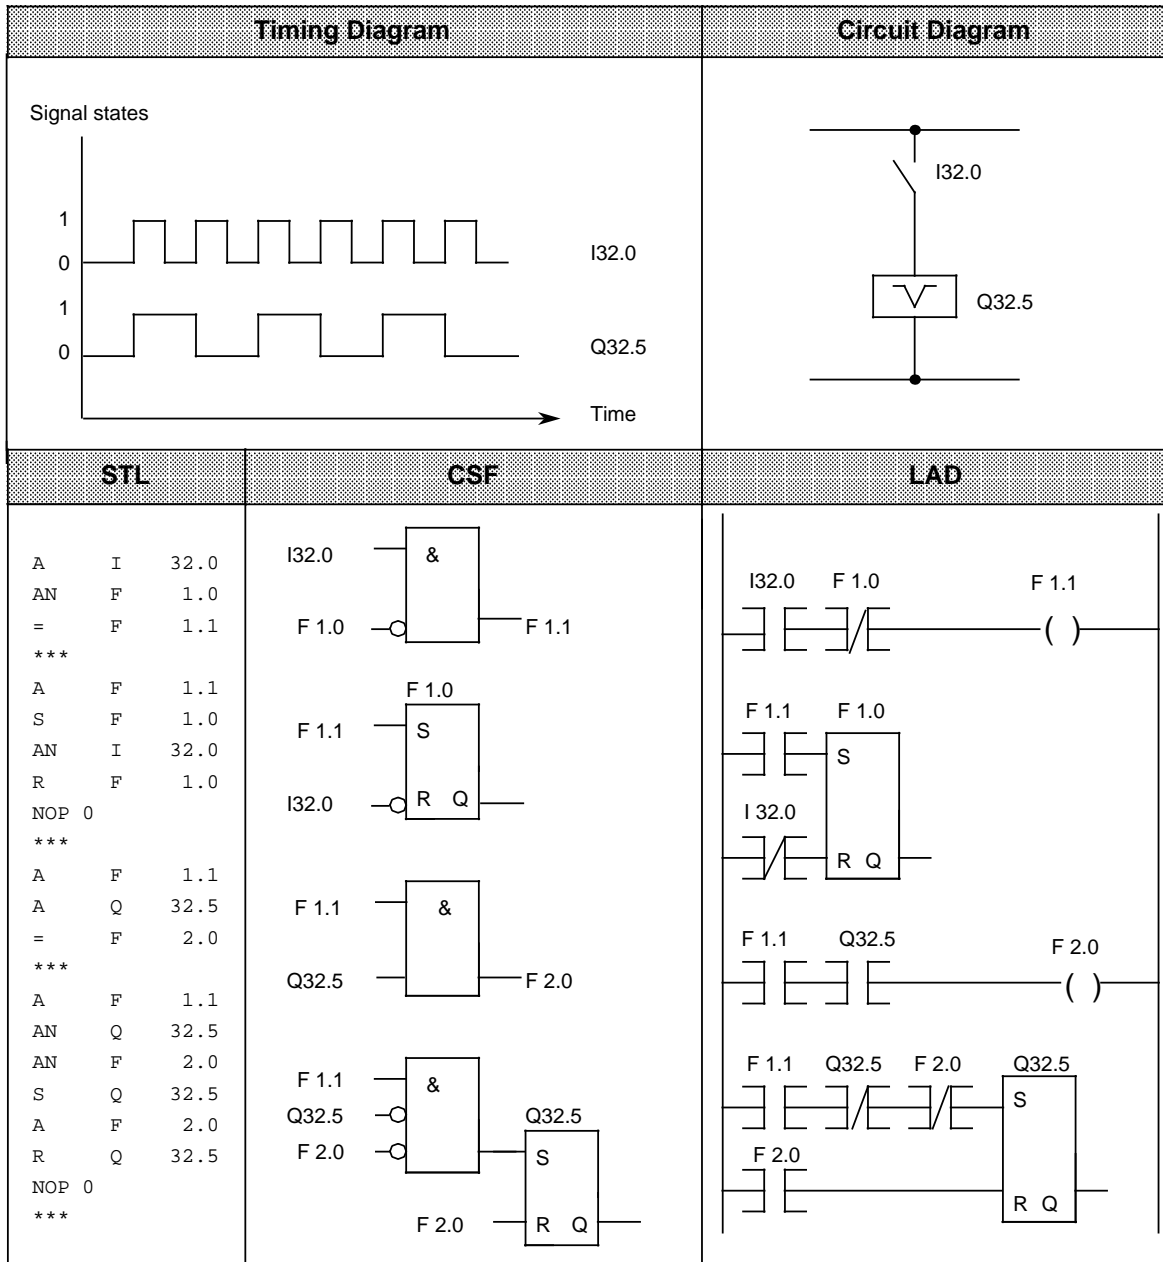 Timing Diagram
Circuit Diagram
Signal states
1
0
I32.0
1
0
Q32.5
Time
I32.0
Q32.5
STL
CSF
LAD
A I 32.0
AN F 1.0
= F 1.1
***
A F 1.1
S F 1.0
AN I 32.0
R F 1.0
NOP 0
***
A F 1.1
A Q 32.5
= F 2.0
***
A F 1.1
AN Q 32.5
AN F 2.0
S Q 32.5
A F 2.0
R Q 32.5
NOP 0
***
I32.0
&
F 1.0
F 1.1
F 1.0
F 1.1
S
I32.0
R Q
F 1.1
&
Q32.5
F 2.0
F 1.1
&
Q32.5
F 2.0
Q32.5
S
F 2.0
R Q
I32.0 F 1.0 F 1.1
( )
F 1.1 F 1.0
S
I 32.0
R Q
F 1.1 Q32.5 F 2.0
( )
F 1.1 Q32.5 F 2.0 Q32.5
S
F 2.0
R Q